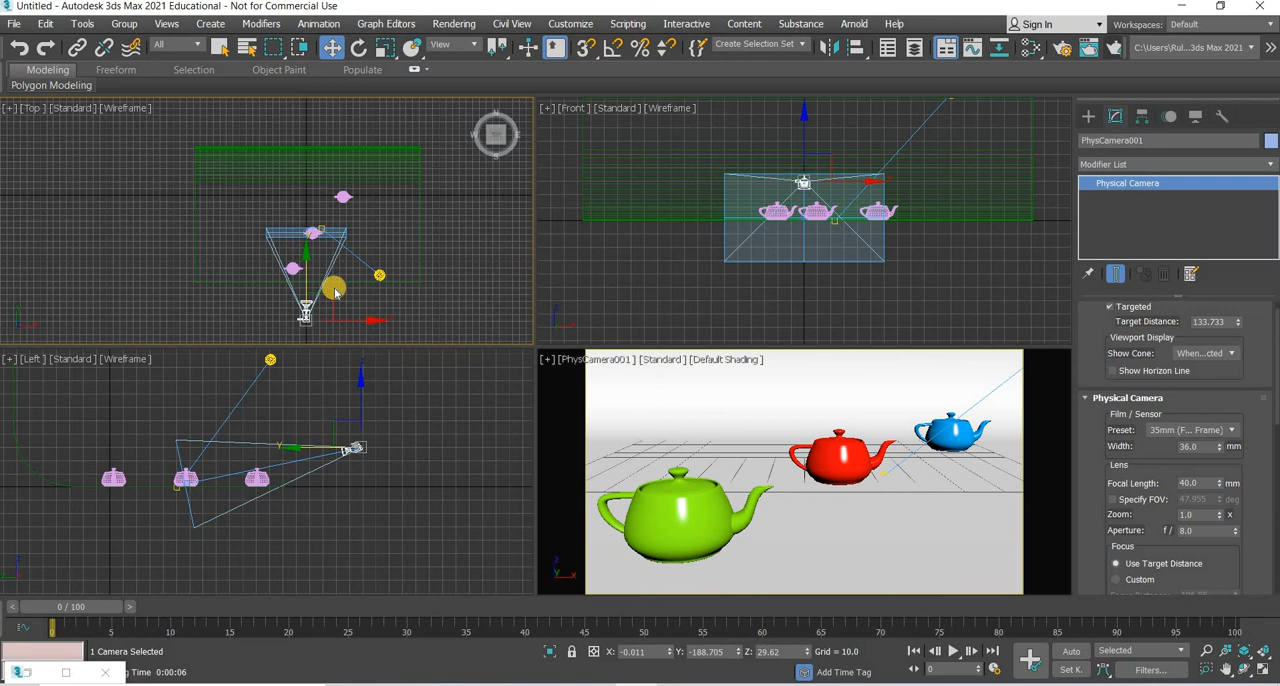 Untitled - Autodesk 3ds Max 2021 Educational - Not for Commercial Use
File Edit Tools Group Views Create Modifiers Animation Graph Editors Rendering Civil View Customize Scripting Interactive Content Substance Arnold Help
Sign In Workspaces: Default
All View Create Selection Set C:\Users\Rul...3ds Max 2021
Modeling Freeform Selection Object Paint Populate
Polygon Modeling
[+] [Top] [Standard] [Wireframe]
[+] [Front] [Standard] [Wireframe]
PhysCamera001
Modifier List
Physical Camera
Targeted
Target Distance: 133.733
Viewport Display
Show Cone: When...cted
Show Horizon Line
[+] [Left] [Standard] [Wireframe]
[+] [PhysCamera001] [Standard] [Default Shading]
Physical Camera
Film / Sensor
Preset: 35mm (F... Frame)
Width: 36.0 mm
Lens
Focal Length: 40.0 mm
Specify FOV: 47.955 deg
Zoom: 1.0 x
Aperture: f / 8.0
Focus
Use Target Distance
Custom
0 / 100
0 5 10 15 20 25 30 35 40 45 50 55 60 65 70 75 80 85 90 95 100
1 Camera Selected
X: -0.011 Y: -188.705 Z: 29.62 Grid = 10.0
Auto Selected
ng Time 0:00:06
Add Time Tag
0
Set K. Filters...